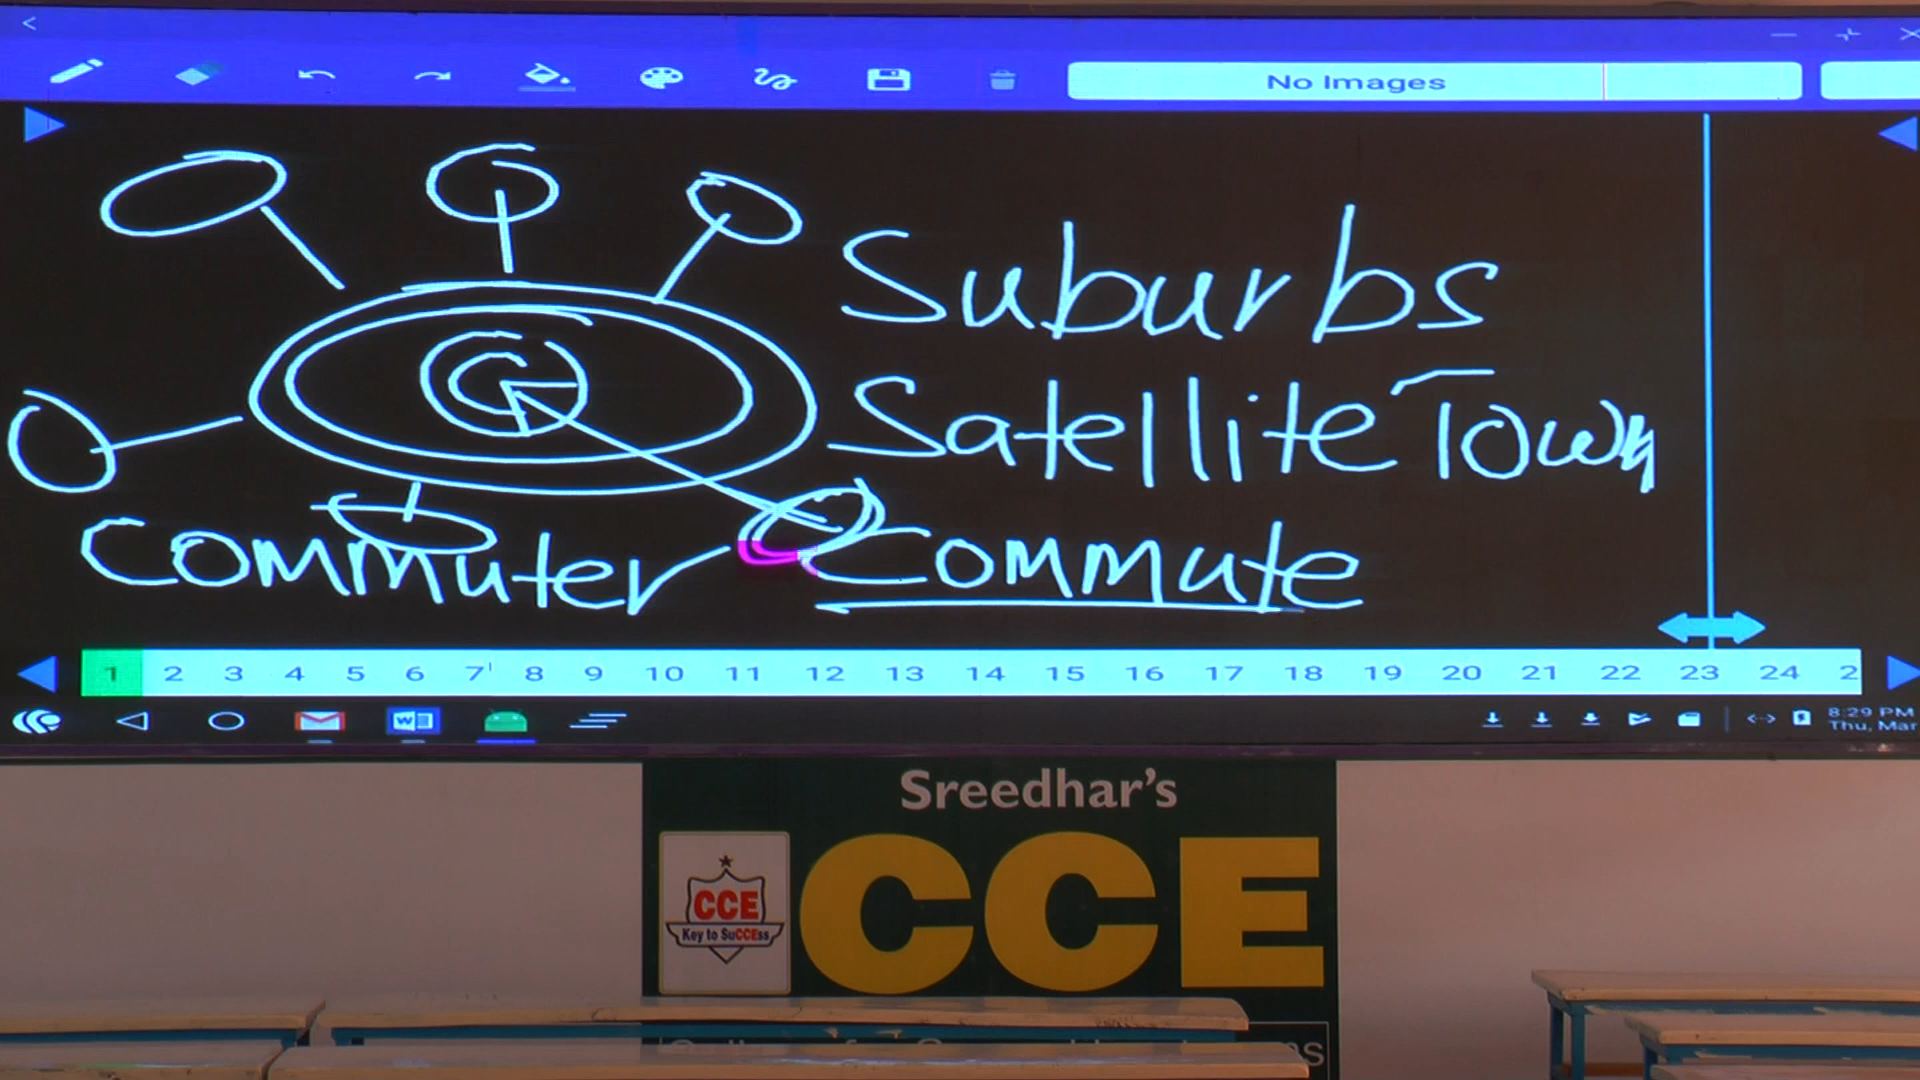 No Images
Suburbs
Satellite Town
Commuter
Commute
1 2 3 4 5 6 7 8 9 10 11 12 13 14 15 16 17 18 19 20 21 22 23 24 2
8:29 PM
Thu, Mar
Sreedhar's
CCE
CCE
Key to SuCCEss